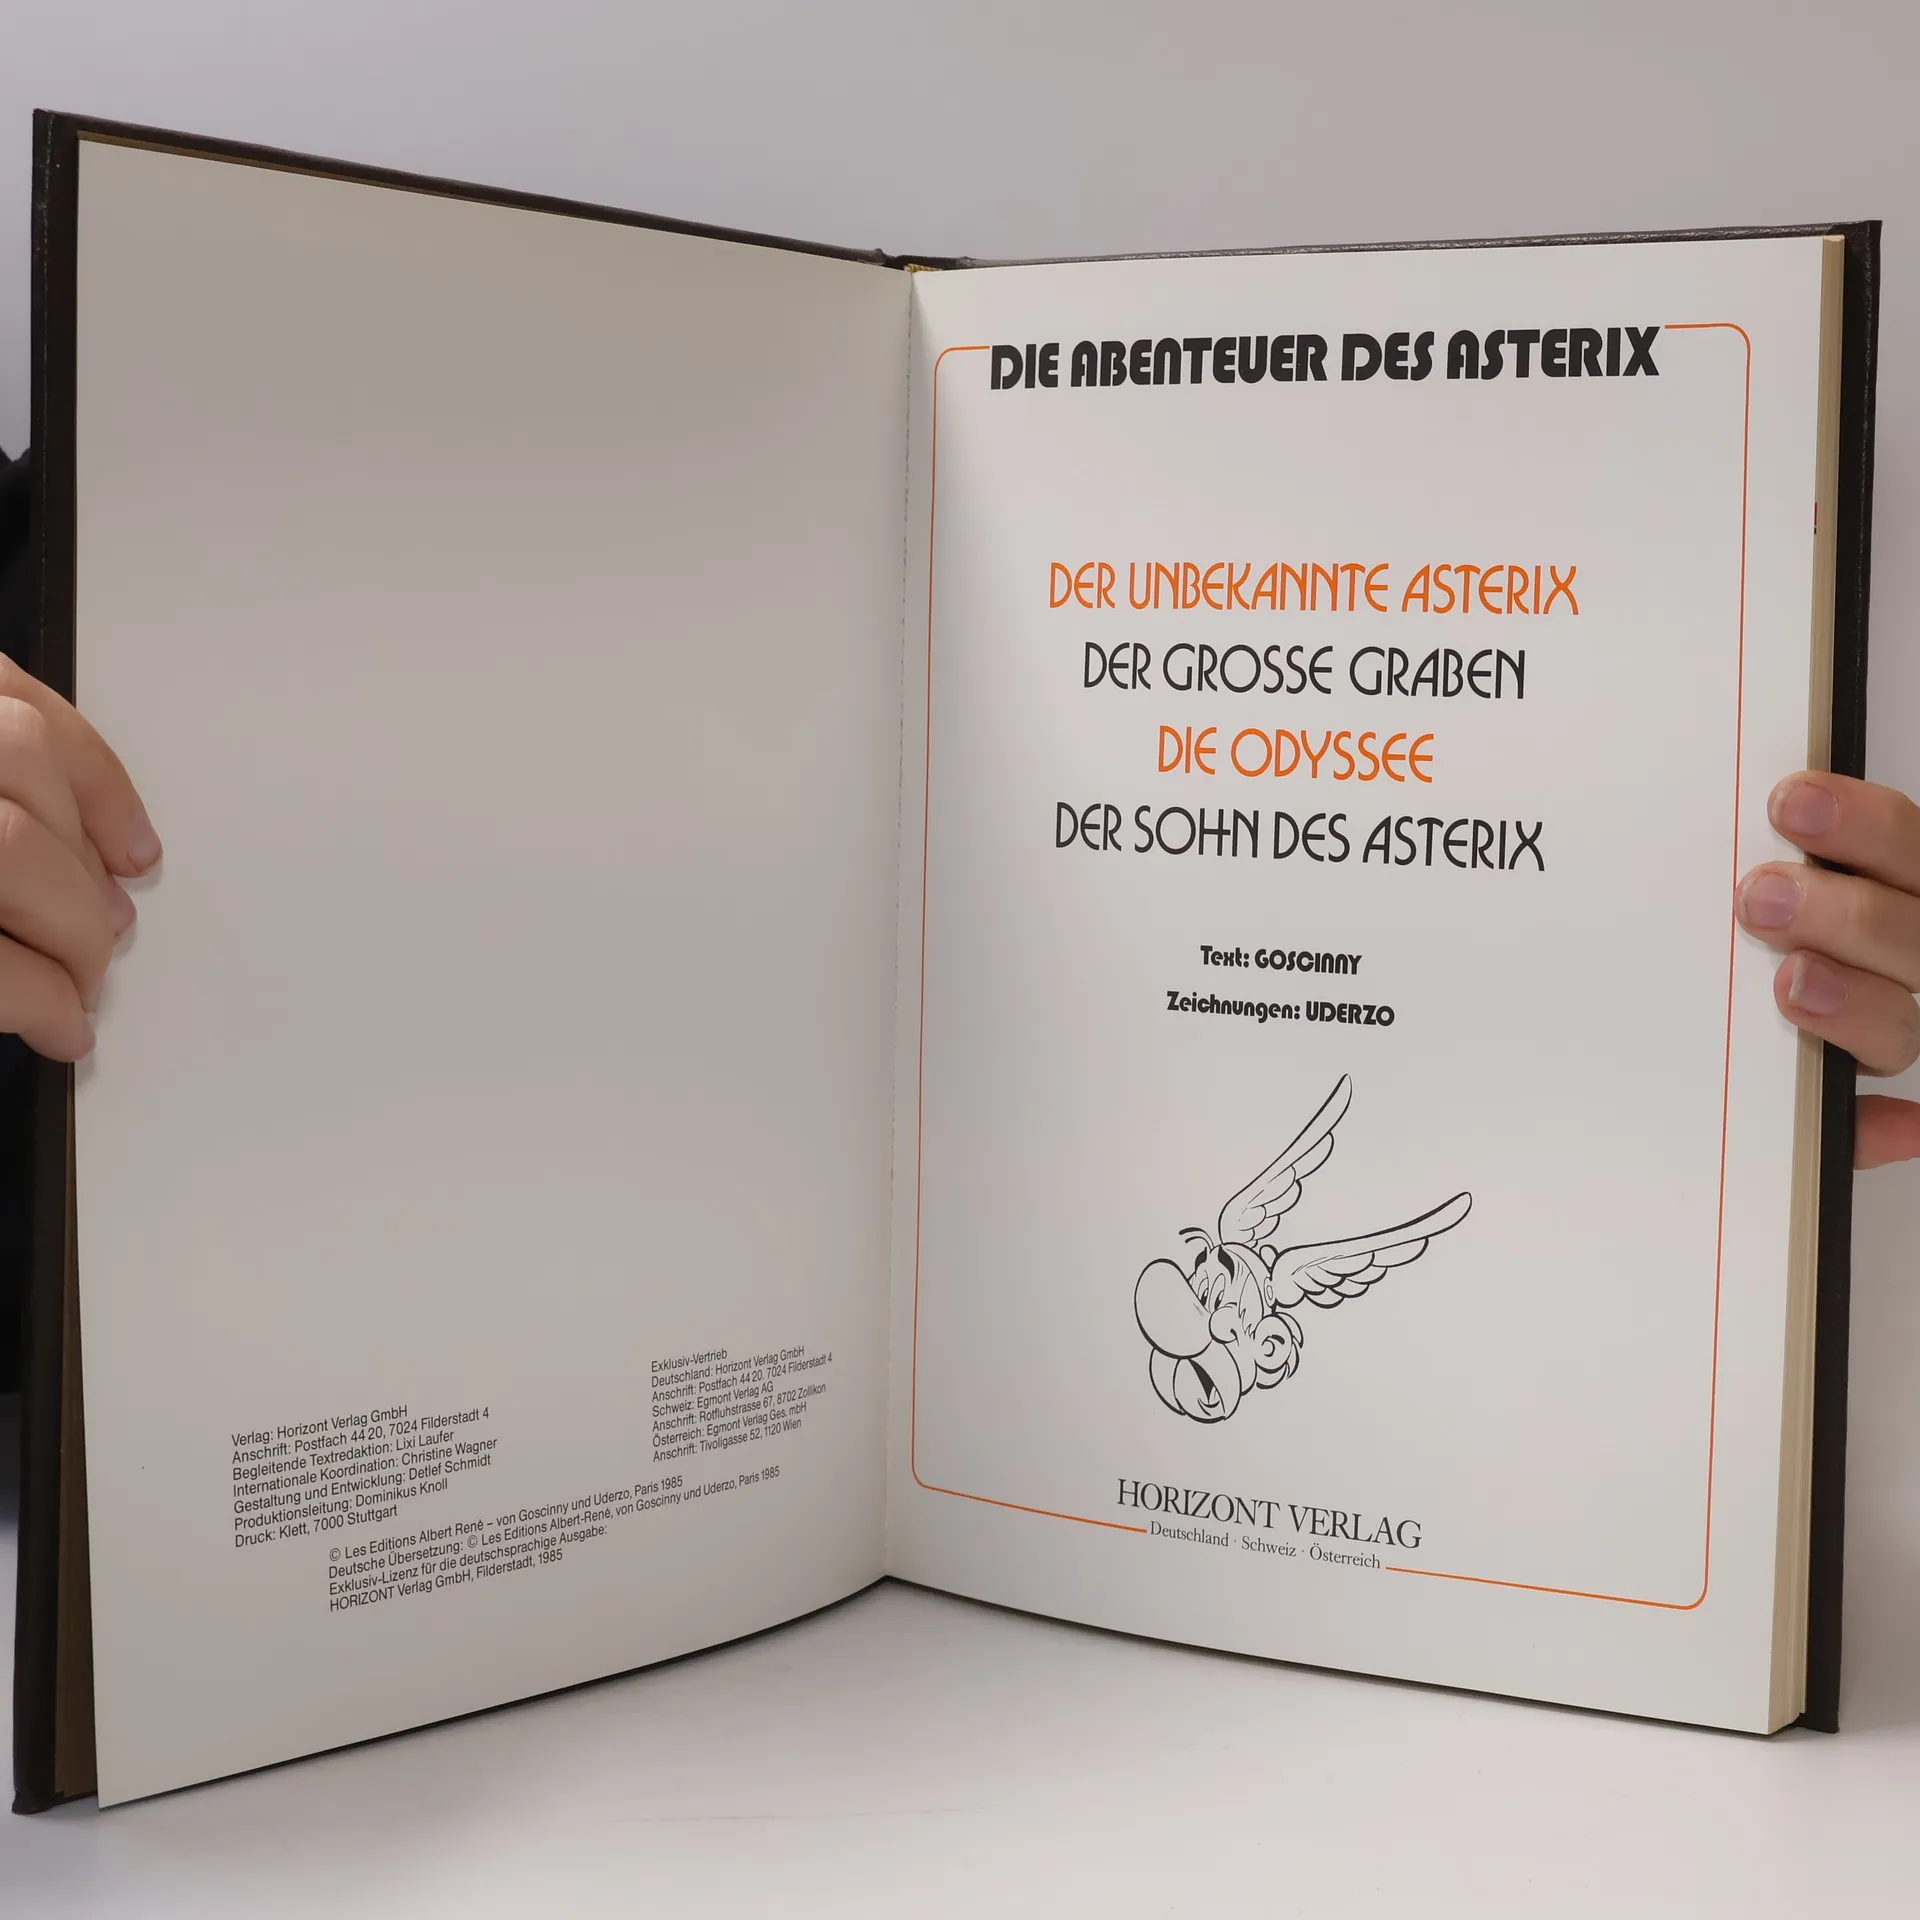 Verlag: Horizont Verlag GmbH
Anschrift: Postfach 44 20, 7024 Filderstadt 4
Begleitende Textredaktion: Lixi Laufer
Internationale Koordination: Christine Wagner
Gestaltung und Entwicklung: Detlef Schmidt
Produktionsleitung: Dominikus Knoll
Druck: Klett, 7000 Stuttgart
Exklusiv-Vertrieb
Deutschland: Horizont Verlag GmbH
Anschrift: Postfach 44 20. 7024 Filderstadt 4
Schweiz: Egmont Verlag AG
Anschrift: Rotfluhstrasse 67, 8702 Zollikon
Österreich: Egmont Verlag Ges. mbH
Anschrift: Tivoligasse 52, 1120 Wien
© Les Editions Albert René – von Goscinny und Uderzo, Paris 1985
Deutsche Übersetzung: © Les Editions Albert-René, von Goscinny und Uderzo, Paris 1985
Exklusiv-Lizenz für die deutschsprachige Ausgabe:
HORIZONT Verlag GmbH, Filderstadt, 1985
DIE ABENTEUER DES ASTERIX
DER UNBEKANNTE ASTERIX
DER GROSSE GRABEN
DIE ODYSSEE
DER SOHN DES ASTERIX
Text: GOSCINNY
Zeichnungen: UDERZO
HORIZONT VERLAG
Deutschland · Schweiz · Österreich